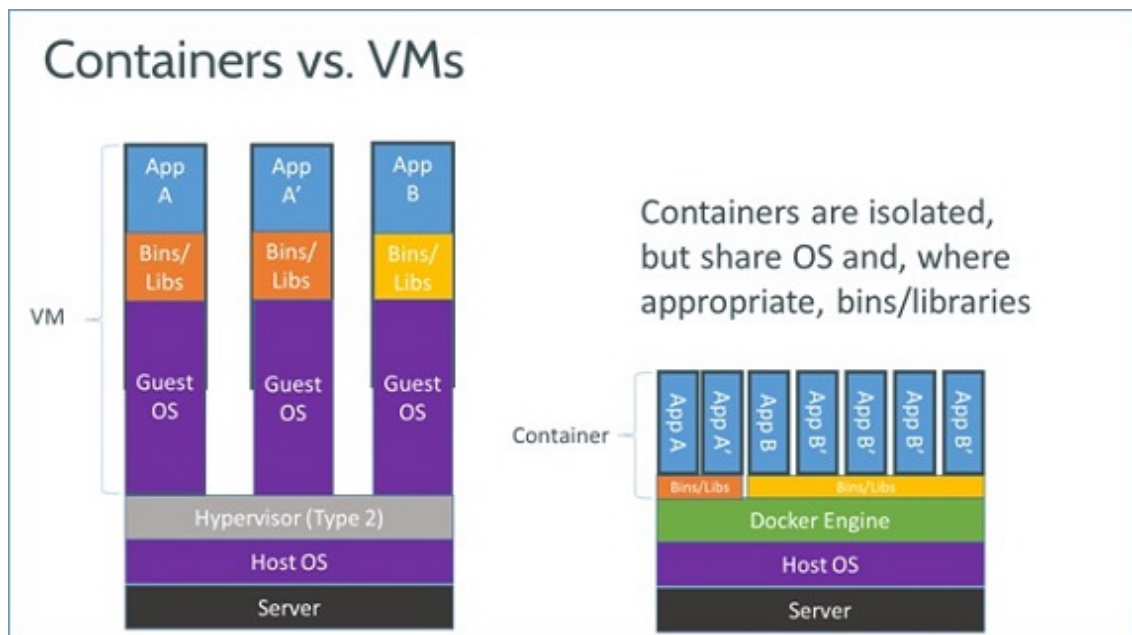 Containers vs. VMs
VM
App
A
App
A’
App
B
Bins/
Libs
Bins/
Libs
Bins/
Libs
Guest
OS
Guest
OS
Guest
OS
Hypervisor (Type 2)
Host OS
Server
Containers are isolated,
but share OS and, where
appropriate, bins/libraries
Container
App A
App A’
App B
App B’
App B’
App B’
App B’
Bins/Libs
Bins/Libs
Docker Engine
Host OS
Server